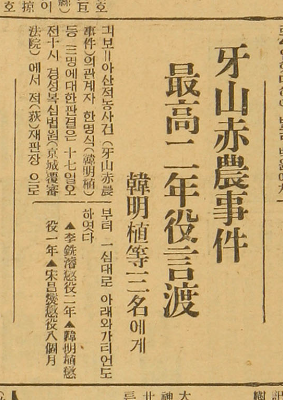 牙山赤農事件
最高二年役言渡
韓明植等三名에게
긔보=아산적농사건 (牙山赤農
事件)의관계자 한명식(韓明植)
등 三명에대한판결은 十七일오
전十시 경성복심법원(京城覆審
法院) 에서 적(荻)재판장 으로
부터 一심대로 아래와가티언도
하엿다
▲李銑濬懲役二年▲韓明植懲
役一年▲宋昌燮懲役八個月